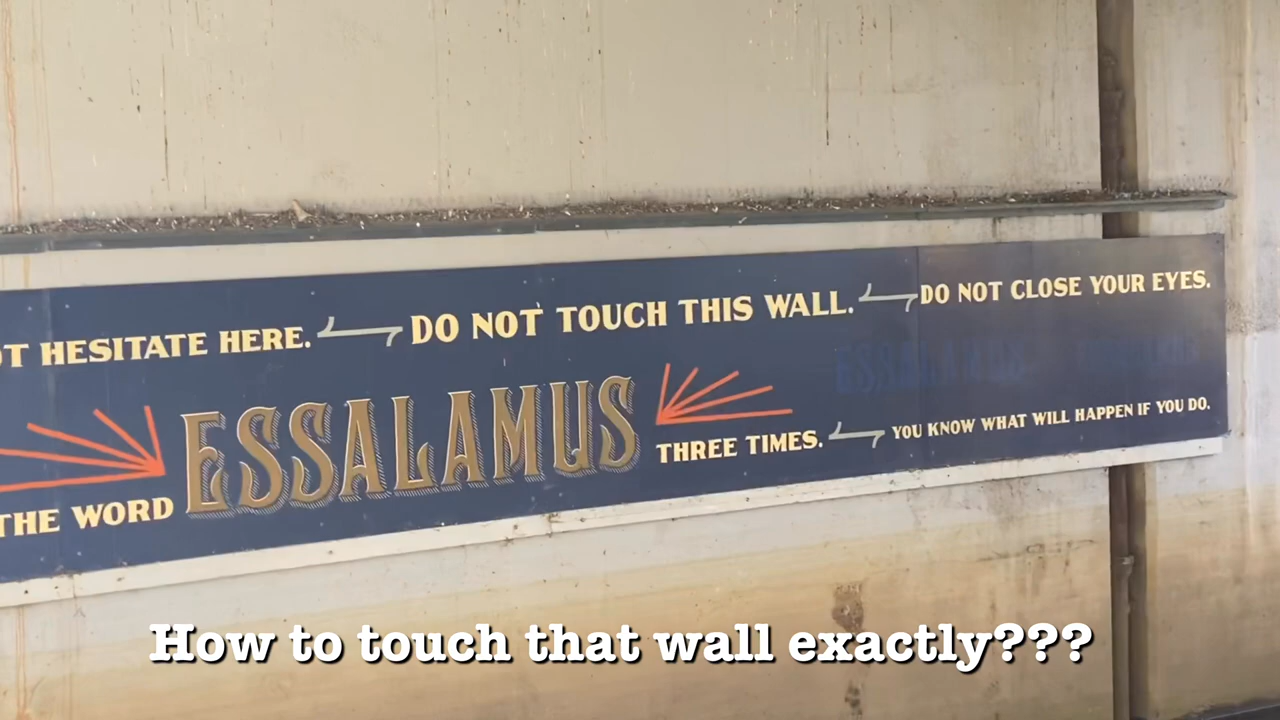 OT HESITATE HERE. DO NOT TOUCH THIS WALL. DO NOT CLOSE YOUR EYES.
THE WORD ESSALAMUS THREE TIMES. YOU KNOW WHAT WILL HAPPEN IF YOU DO.
How to touch that wall exactly???